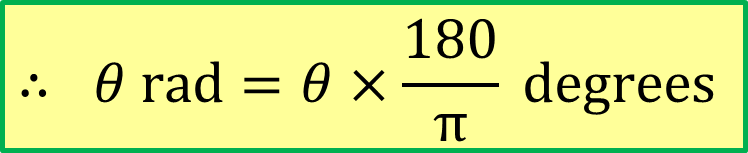 ∴ θ rad = θ × 180/π degrees